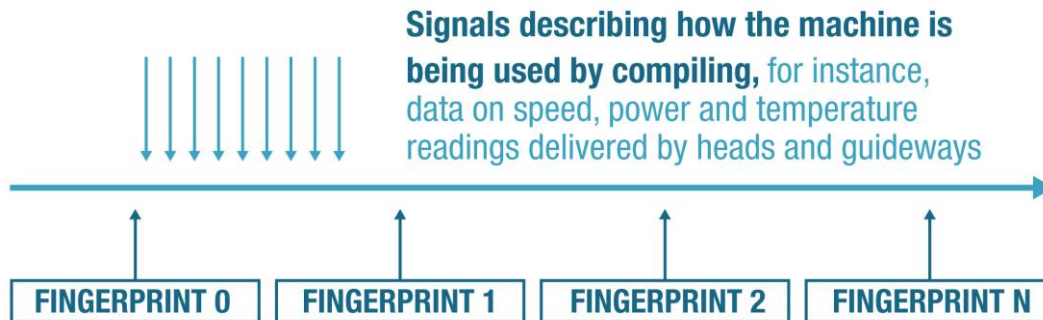 Signals describing how the machine is
being used by compiling, for instance,
data on speed, power and temperature
readings delivered by heads and guideways
FINGERPRINT 0
FINGERPRINT 1
FINGERPRINT 2
FINGERPRINT N